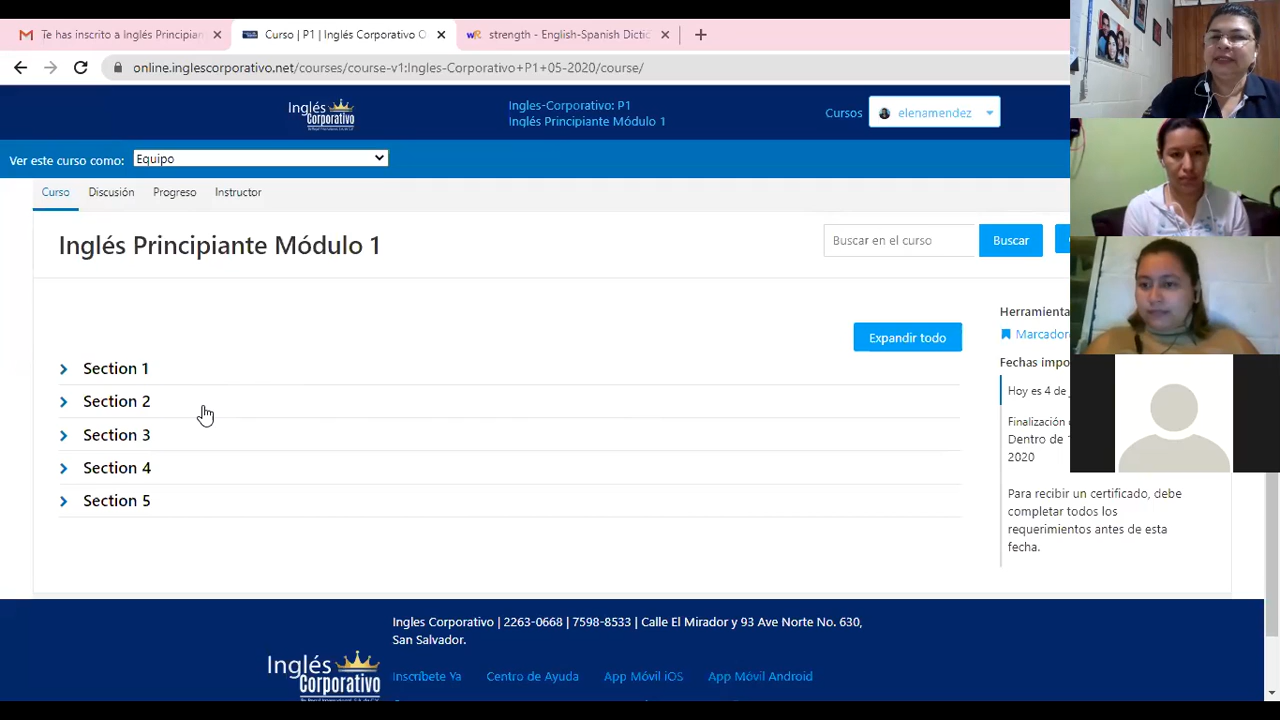 Te has inscrito a Inglés Principian
Curso | P1 | Inglés Corporativo O
strength - English-Spanish Dictic
online.inglescorporativo.net/courses/course-v1:Ingles-Corporativo+P1+05-2020/course/
Inglés
Corporativo
Ingles-Corporativo: P1
Inglés Principiante Módulo 1
Cursos
elenamendez
Ver este curso como:
Equipo
Curso
Discusión
Progreso
Instructor
Inglés Principiante Módulo 1
Buscar en el curso
Buscar
Expandir todo
Section 1
Section 2
Section 3
Section 4
Section 5
Herramienta
Marcador
Fechas impo
Hoy es 4 de
Finalización
Dentro de
2020
Para recibir un certificado, debe
completar todos los
requerimientos antes de esta
fecha.
Inglés
Corporativo
Ingles Corporativo | 2263-0668 | 7598-8533 | Calle El Mirador y 93 Ave Norte No. 630,
San Salvador.
Inscríbete Ya
Centro de Ayuda
App Móvil iOS
App Móvil Android